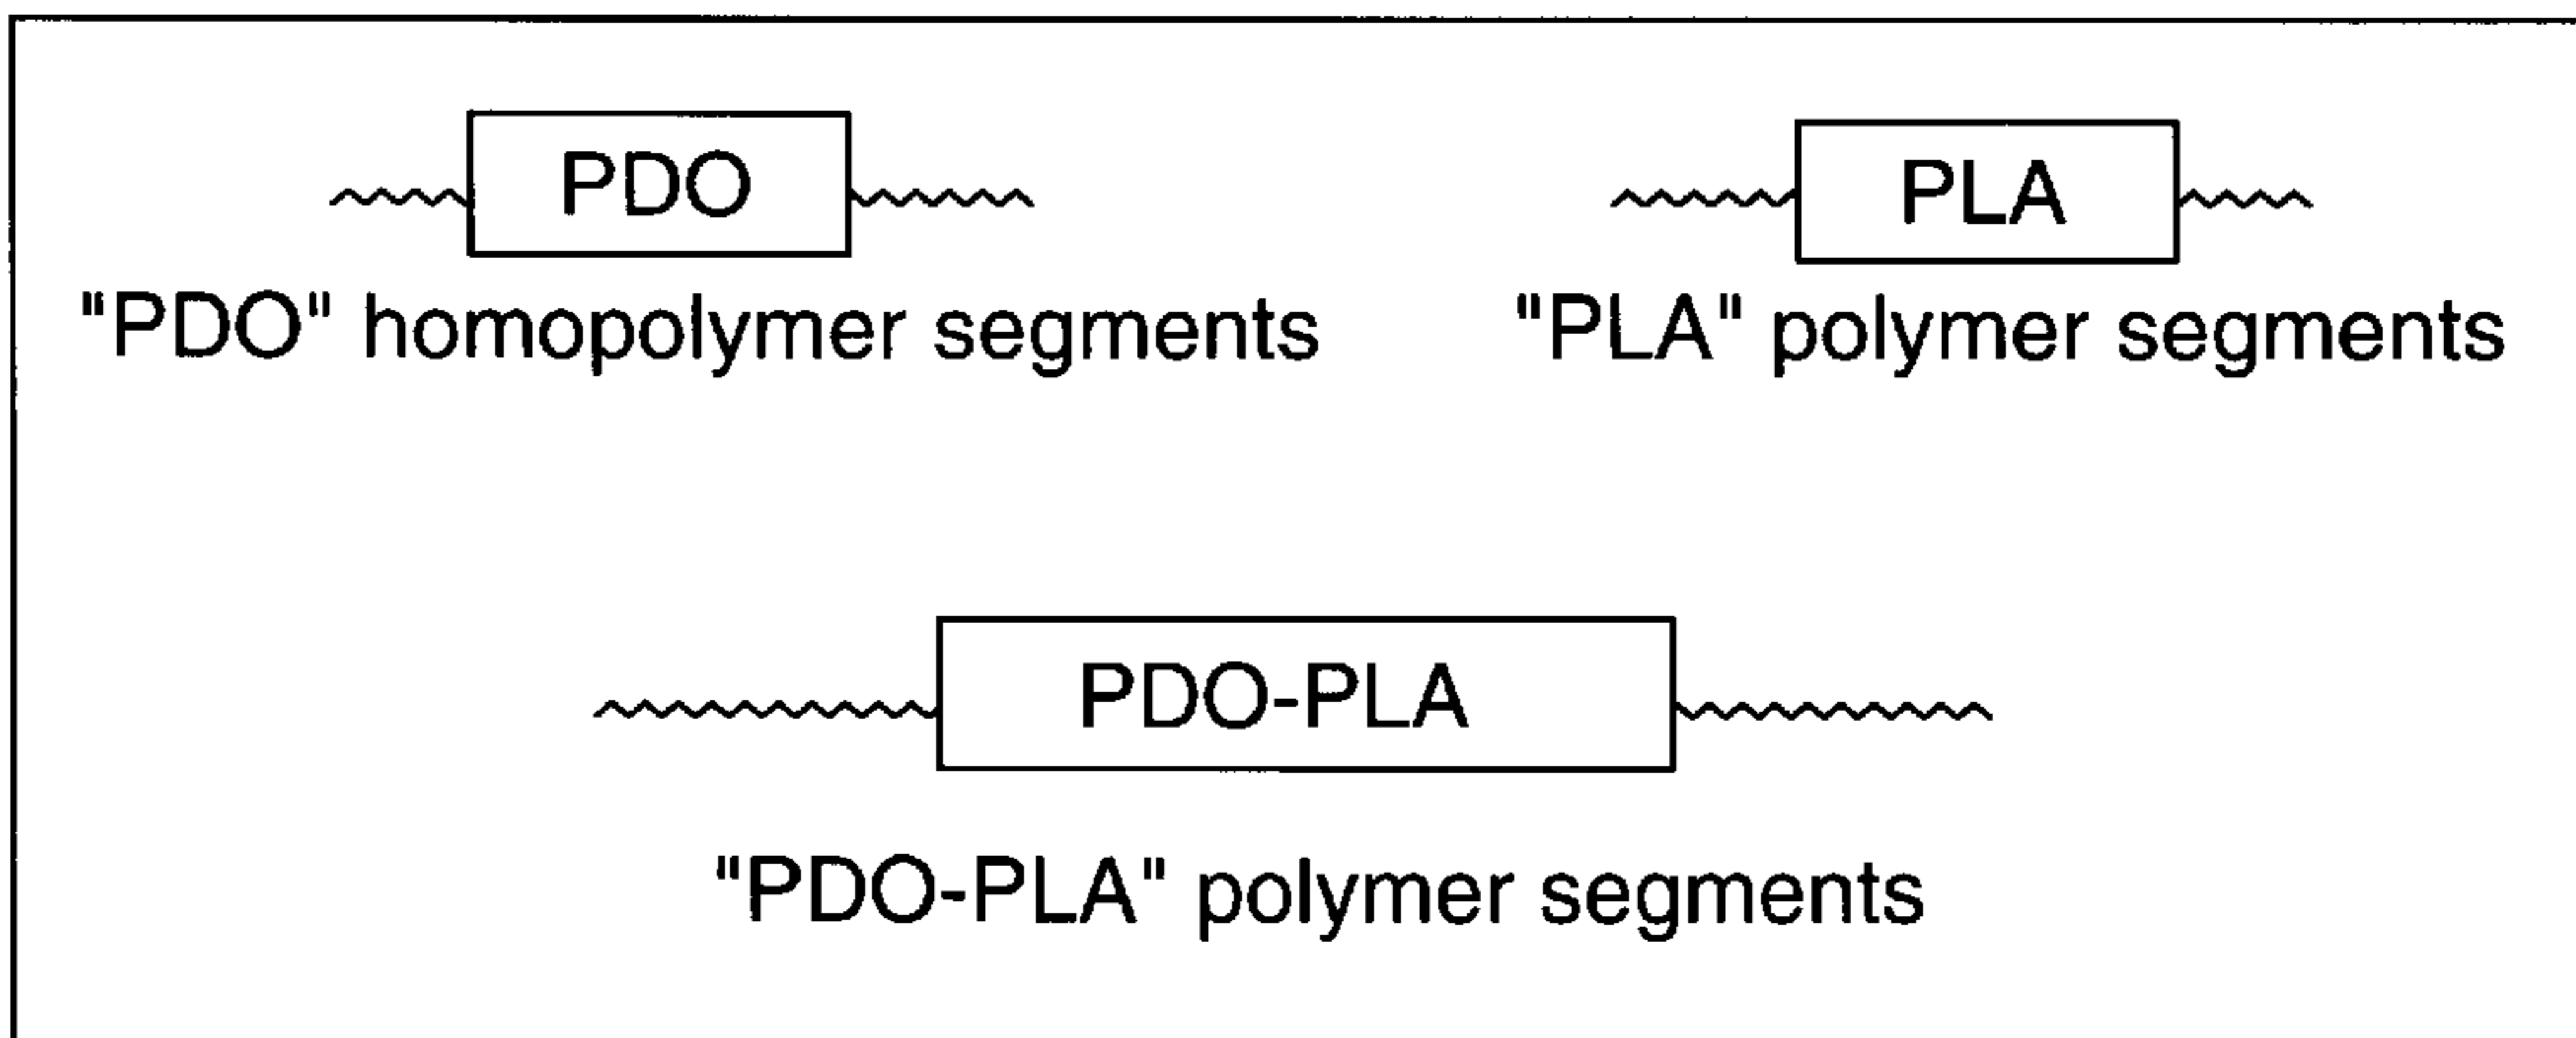 PDO
PLA
"PDO" homopolymer segments
"PLA" polymer segments
PDO-PLA
"PDO-PLA" polymer segments